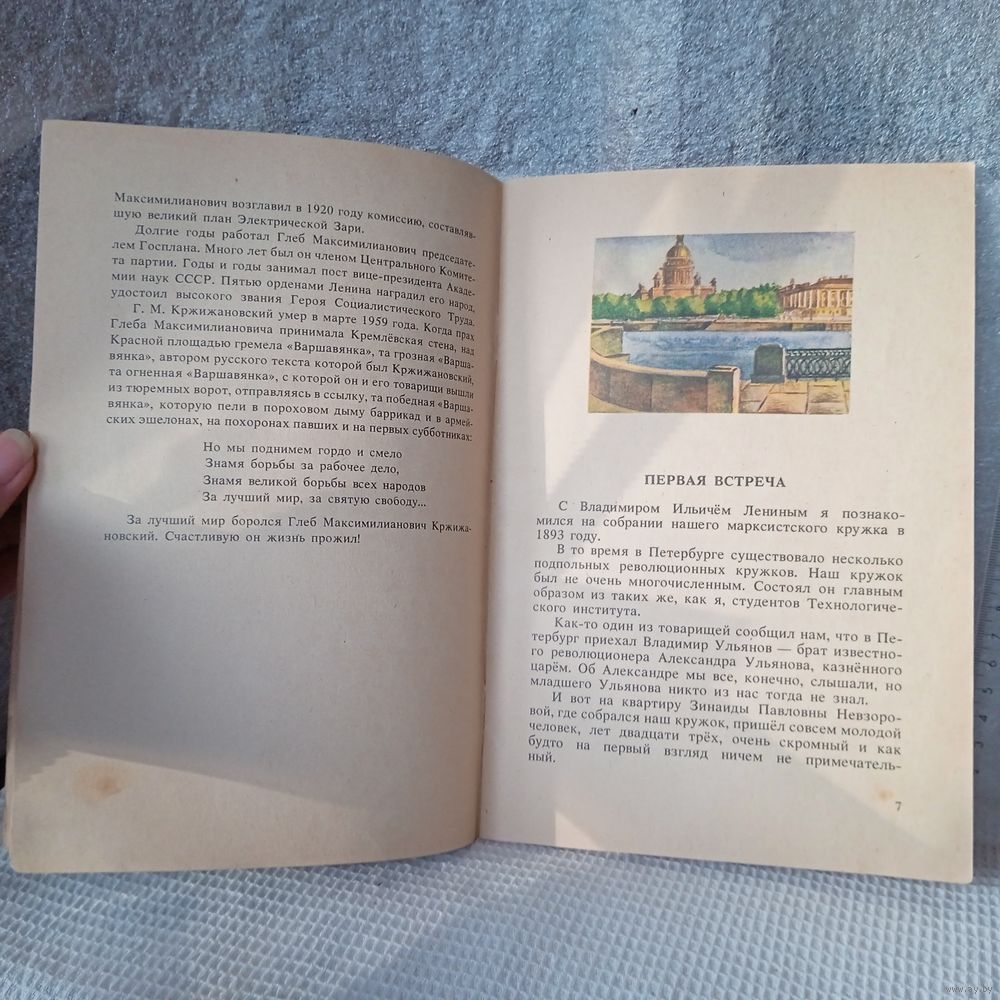 Максимилианович возглавил в 1920 году комиссию, составляв-
шую великий план Электрической Зари.
Долгие годы работал Глеб Максимилианович председате-
лем Госплана. Много лет был он членом Центрального Комите-
та партии. Годы и годы занимал пост вице-президента Акаде-
мии наук СССР. Пятью орденами Ленина наградил его народ,
удостоил высокого звания Героя Социалистического Труда.
Г. М. Кржижановский умер в марте 1959 года. Когда прах
Глеба Максимилиановича принимала Кремлёвская стена, над
Красной площадью гремела «Варшавянка», та грозная «Варша-
вянка», автором русского текста которой был Кржижановский,
та огненная «Варшавянка», с которой он и его товарищи вышли
из тюремных ворот, отправляясь в ссылку, та победная «Варша-
вянка», которую пели в пороховом дыму баррикад и в армей-
ских эшелонах, на похоронах павших и на первых субботниках:
Но мы поднимем гордо и смело
Знамя борьбы за рабочее дело,
Знамя великой борьбы всех народов
За лучший мир, за святую свободу...
За лучший мир боролся Глеб Максимилианович Кржижа-
новский. Счастливую он жизнь прожил!
ПЕРВАЯ ВСТРЕЧА
С Владимиром Ильичём Лениным я познако-
мился на собрании нашего марксистского кружка в
1893 году.
В то время в Петербурге существовало несколько
подпольных революционных кружков. Наш кружок
был не очень многочисленным. Состоял он главным
образом из таких же, как я, студентов Технологиче-
ского института.
Как-то один из товарищей сообщил нам, что в Пе-
тербург приехал Владимир Ульянов — брат известно-
го революционера Александра Ульянова, казнённого
царём. Об Александре мы все, конечно, слышали, но
младшего Ульянова никто из нас тогда не знал.
И вот на квартиру Зинаиды Павловны Невзоро-
вой, где собрался наш кружок, пришёл совсем молодой
человек, лет двадцати трёх, очень скромный и как
будто на первый взгляд ничем не примечатель-
ный.
7
www.ay.by